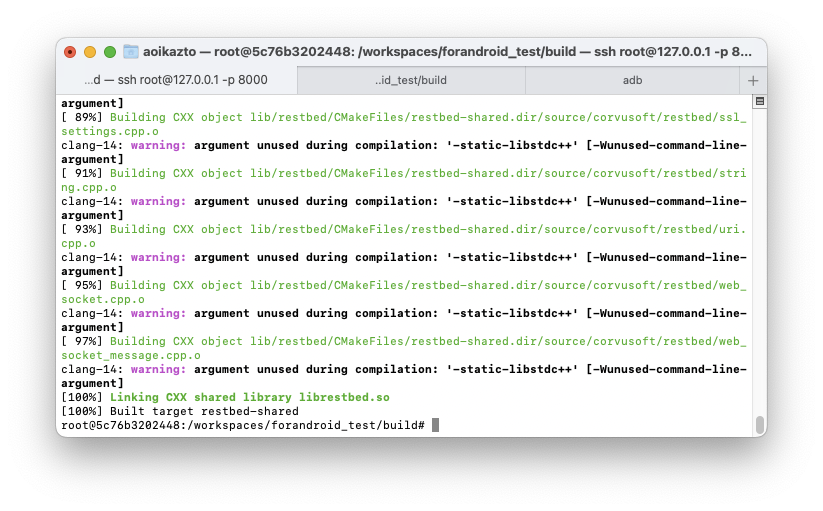 aoikazto — root@5c76b3202448: /workspaces/forandroid_test/build — ssh root@127.0.0.1 -p 8...
...d — ssh root@127.0.0.1 -p 8000
..id_test/build
adb
+
argument]
[ 89%] Building CXX object lib/restbed/CMakeFiles/restbed-shared.dir/source/corvusoft/restbed/ssl_
settings.cpp.o
clang-14: warning: argument unused during compilation: '-static-libstdc++' [-Wunused-command-line-
argument]
[ 91%] Building CXX object lib/restbed/CMakeFiles/restbed-shared.dir/source/corvusoft/restbed/stri
ng.cpp.o
clang-14: warning: argument unused during compilation: '-static-libstdc++' [-Wunused-command-line-
argument]
[ 93%] Building CXX object lib/restbed/CMakeFiles/restbed-shared.dir/source/corvusoft/restbed/uri.
cpp.o
clang-14: warning: argument unused during compilation: '-static-libstdc++' [-Wunused-command-line-
argument]
[ 95%] Building CXX object lib/restbed/CMakeFiles/restbed-shared.dir/source/corvusoft/restbed/web_
socket.cpp.o
clang-14: warning: argument unused during compilation: '-static-libstdc++' [-Wunused-command-line-
argument]
[ 97%] Building CXX object lib/restbed/CMakeFiles/restbed-shared.dir/source/corvusoft/restbed/web_
socket_message.cpp.o
clang-14: warning: argument unused during compilation: '-static-libstdc++' [-Wunused-command-line-
argument]
[100%] Linking CXX shared library librestbed.so
[100%] Built target restbed-shared
root@5c76b3202448:/workspaces/forandroid_test/build#